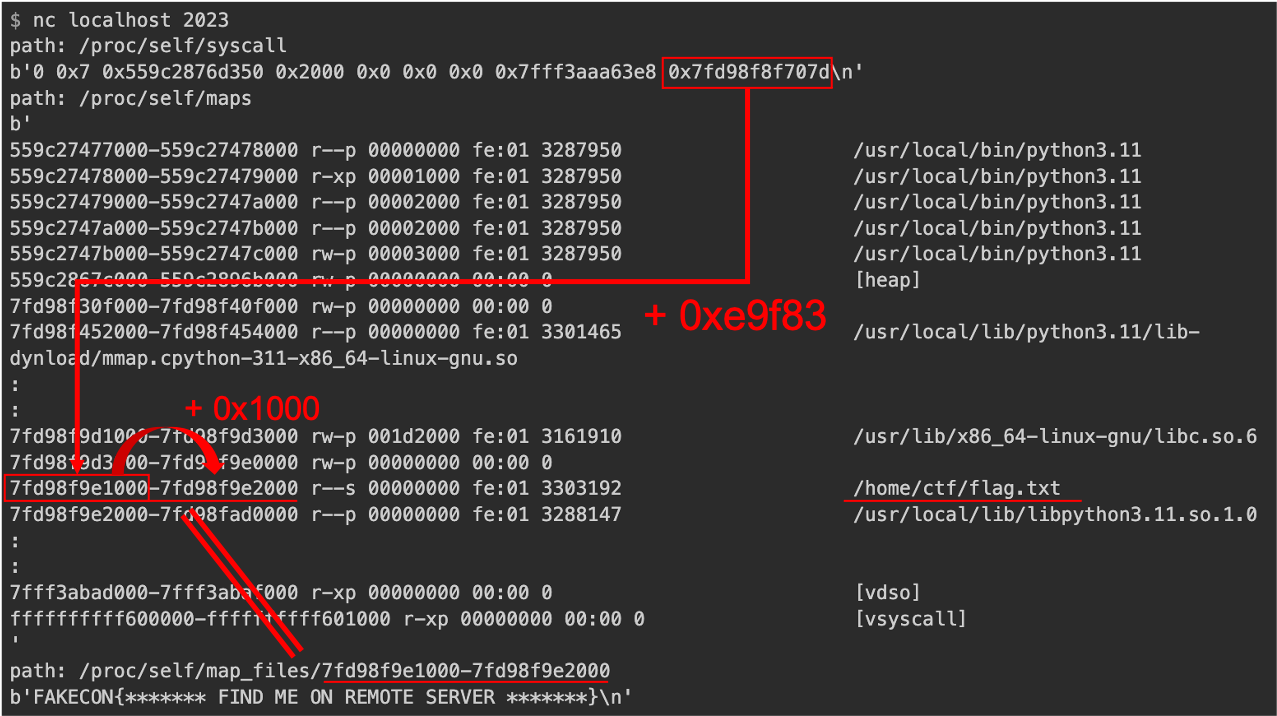 $ nc localhost 2023
path: /proc/self/syscall
b'0 0x7 0x559c2876d350 0x2000 0x0 0x0 0x0 0x7fff3aaa63e8 0x7fd98f8f707d\n'
path: /proc/self/maps
b'
559c27477000-559c27478000 r--p 00000000 fe:01 3287950 /usr/local/bin/python3.11
559c27478000-559c27479000 r-xp 00001000 fe:01 3287950 /usr/local/bin/python3.11
559c27479000-559c2747a000 r--p 00002000 fe:01 3287950 /usr/local/bin/python3.11
559c2747a000-559c2747b000 r--p 00002000 fe:01 3287950 /usr/local/bin/python3.11
559c2747b000-559c2747c000 rw-p 00003000 fe:01 3287950 /usr/local/bin/python3.11
559c2867c000-559c2896b000 rw-p 00000000 00:00 0 [heap]
7fd98f30f000-7fd98f40f000 rw-p 00000000 00:00 0
+ 0xe9f83
7fd98f452000-7fd98f454000 r--p 00000000 fe:01 3301465 /usr/local/lib/python3.11/lib-
dynload/mmap.cpython-311-x86_64-linux-gnu.so
:
:
+ 0x1000
7fd98f9d1000-7fd98f9d3000 rw-p 001d2000 fe:01 3161910 /usr/lib/x86_64-linux-gnu/libc.so.6
7fd98f9d3000-7fd98f9e0000 rw-p 00000000 00:00 0
7fd98f9e1000-7fd98f9e2000 r--s 00000000 fe:01 3303192 /home/ctf/flag.txt
7fd98f9e2000-7fd98fad0000 r--p 00000000 fe:01 3288147 /usr/local/lib/libpython3.11.so.1.0
:
:
7fff3abad000-7fff3abaf000 r-xp 00000000 00:00 0 [vdso]
ffffffffff600000-ffffffffff601000 r-xp 00000000 00:00 0 [vsyscall]
'
path: /proc/self/map_files/7fd98f9e1000-7fd98f9e2000
b'FAKECON{******* FIND ME ON REMOTE SERVER *******}\n'